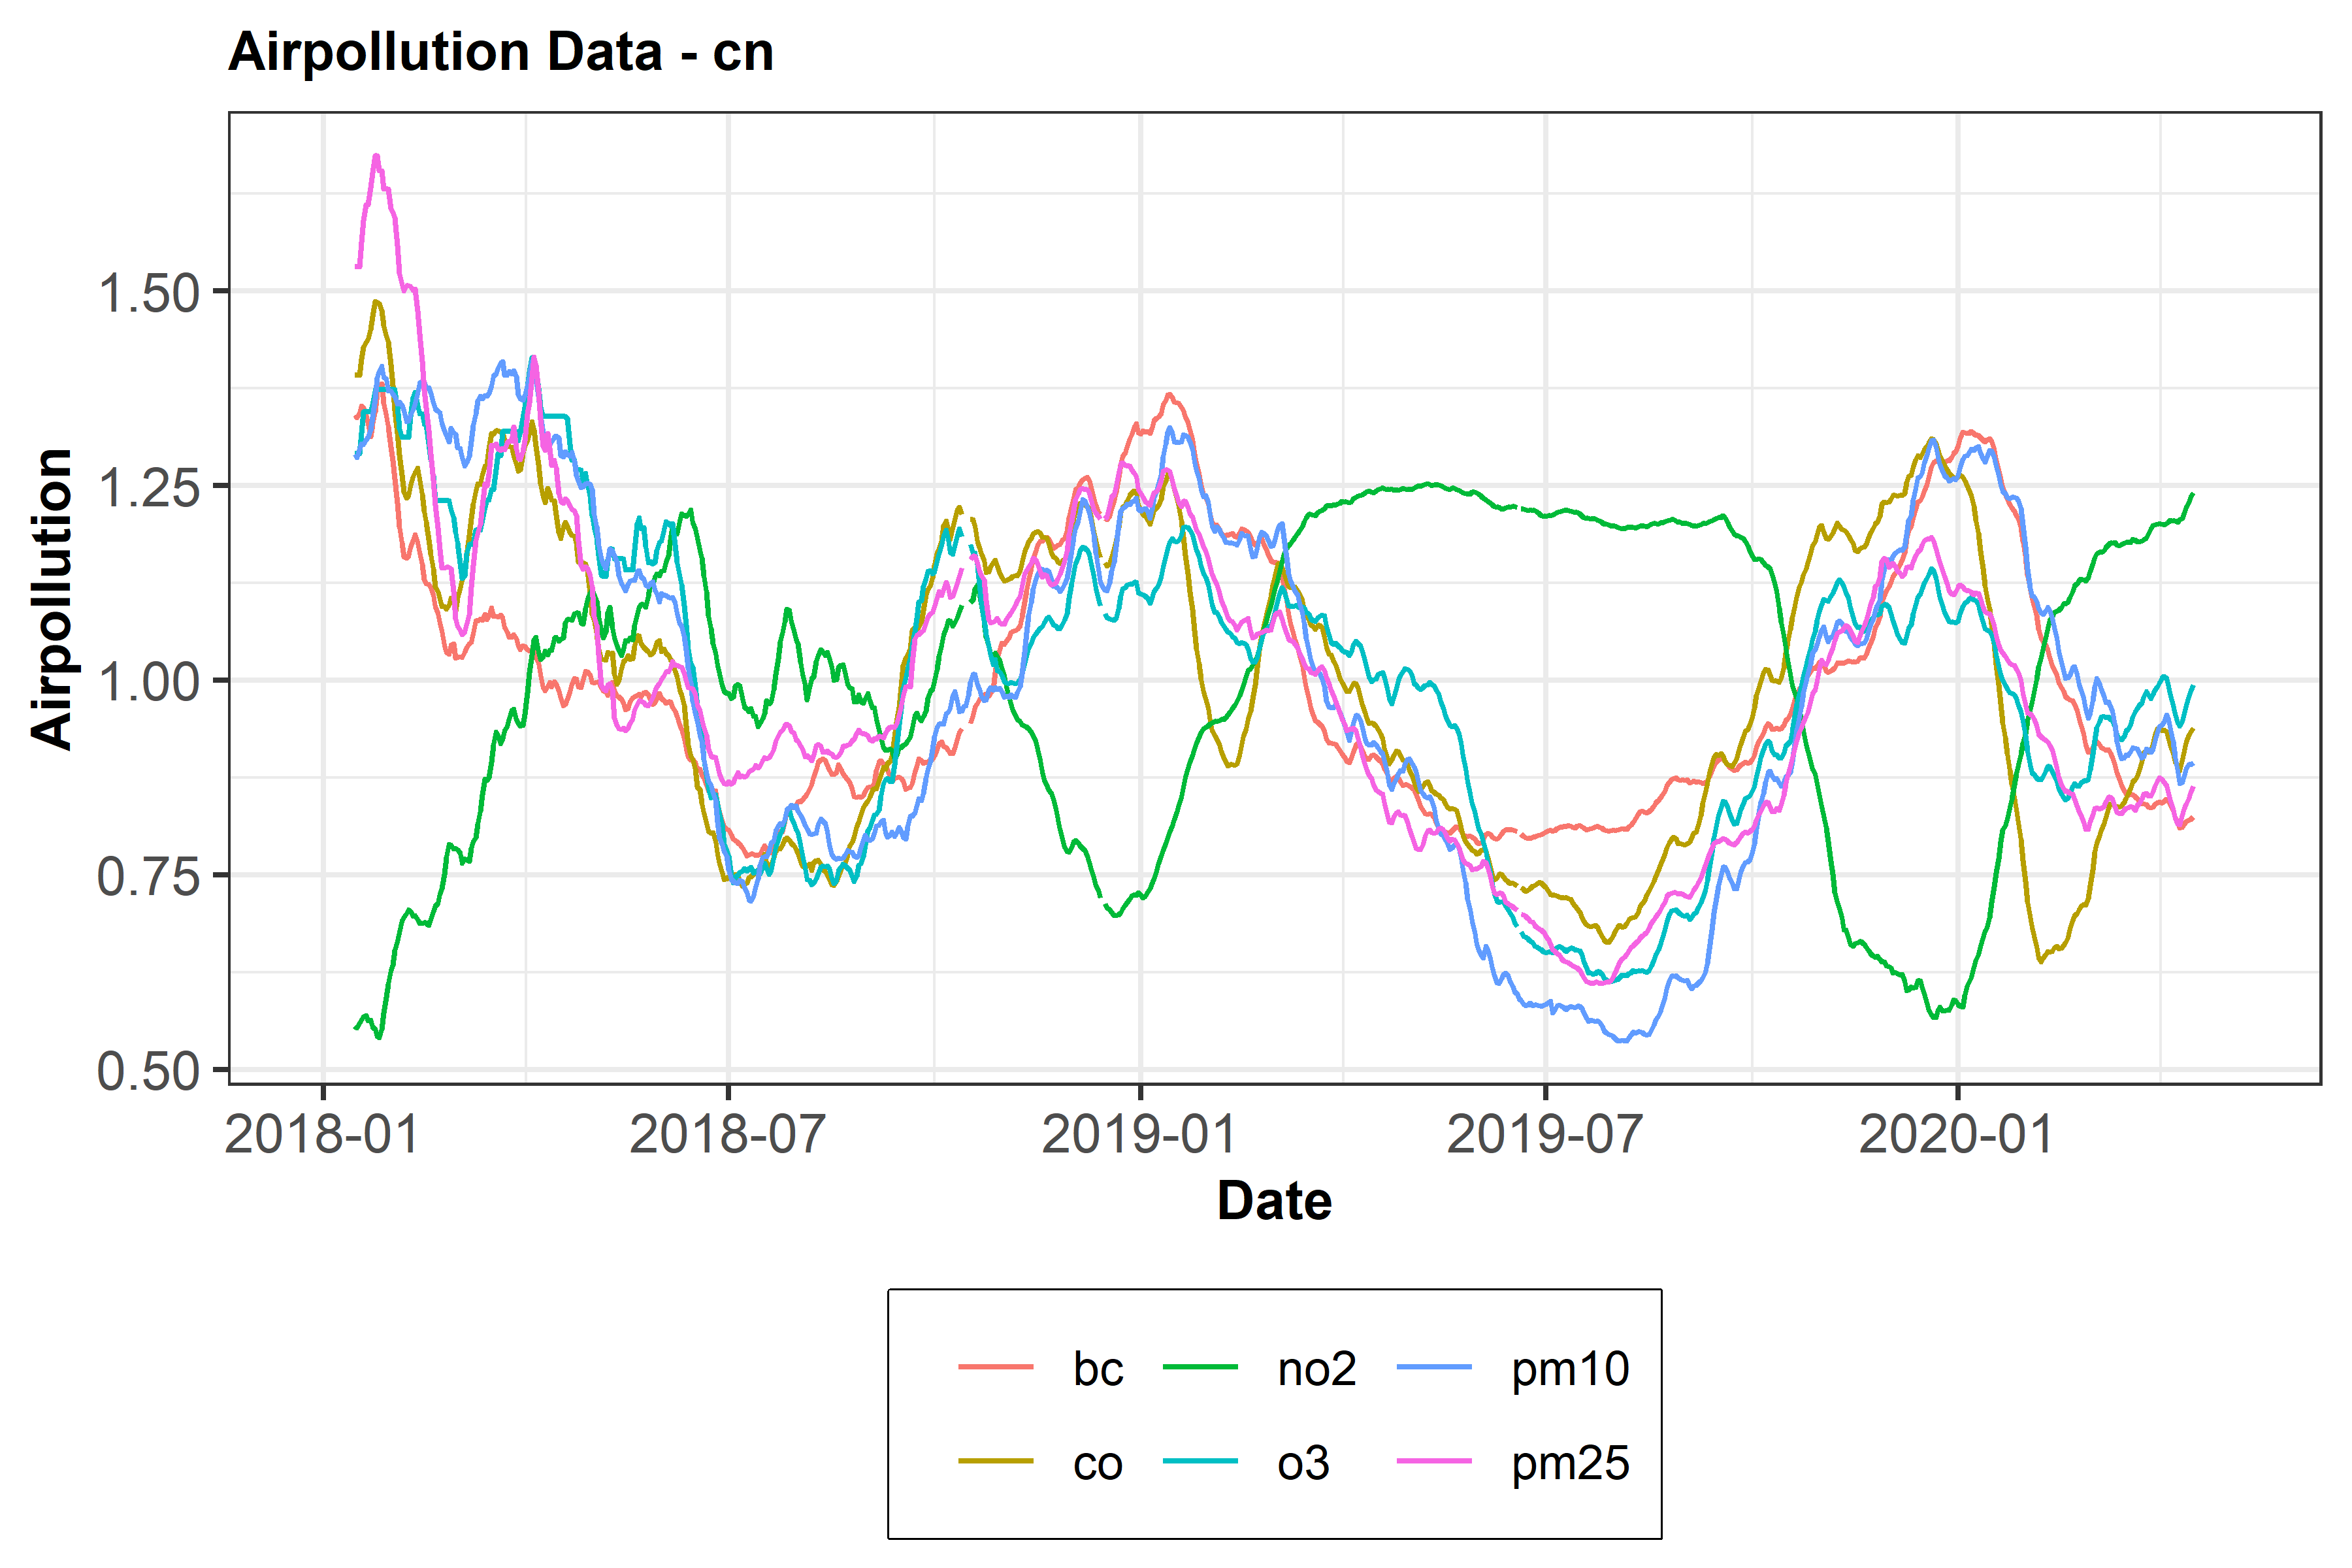 Airpollution Data - cn
Airpollution
1.50
1.25
1.00
0.75
0.50
2018-01 2018-07 2019-01 2019-07 2020-01
Date
bc no2 pm10
co o3 pm25